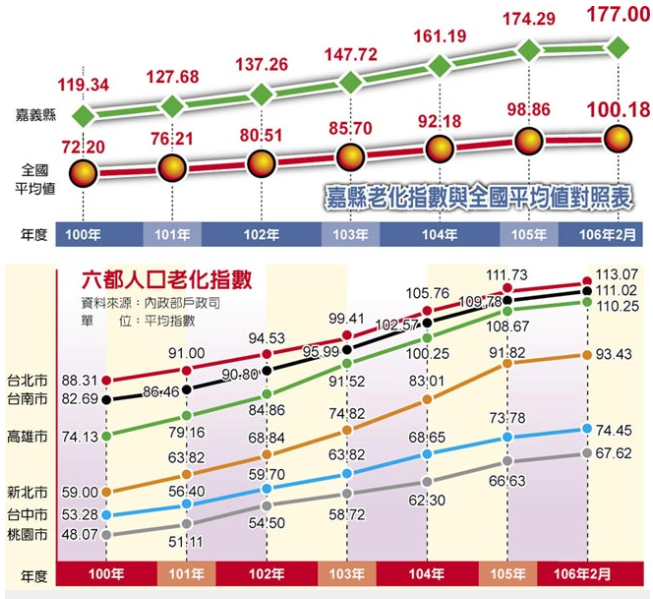 119.34 127.68 137.26 147.72 161.19 174.29 177.00
嘉義縣
72.20 76.21 80.51 85.70 92.18 98.86 100.18
全國
平均值
嘉縣老化指數與全國平均值對照表
年度 100年 101年 102年 103年 104年 105年 106年2月
六都人口老化指數
資料來源：內政部戶政司
單 位：平均指數
台北市 88.31 91.00 94.53 99.41 105.76 111.73 113.07
台南市 82.69 86.46 90.80 95.99 102.57 109.78 111.02
高雄市 74.13 79.16 84.86 91.52 100.25 108.67 110.25
新北市 59.00 63.82 68.84 74.82 83.01 91.82 93.43
台中市 53.28 56.40 59.70 63.82 68.65 73.78 74.45
桃園市 48.07 51.11 54.50 58.72 62.30 66.63 67.62
年度 100年 101年 102年 103年 104年 105年 106年2月